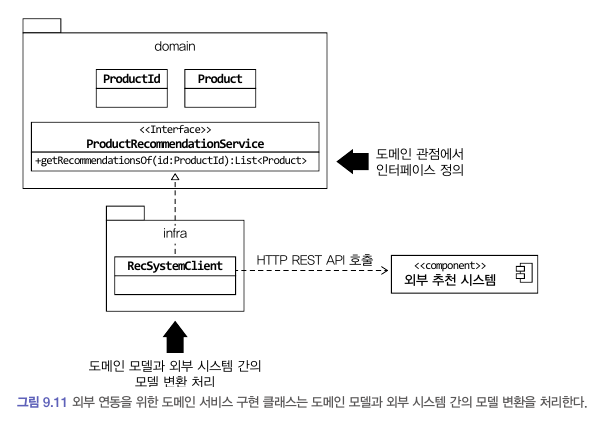 domain
ProductId
Product
<<Interface>>
ProductRecommendationService
+getRecommendationsOf(id:ProductId):List<Product>
도메인 관점에서
인터페이스 정의
infra
RecSystemClient
HTTP REST API 호출
<<component>>
외부 추천 시스템
도메인 모델과 외부 시스템 간의
모델 변환 처리
그림 9.11 외부 연동을 위한 도메인 서비스 구현 클래스는 도메인 모델과 외부 시스템 간의 모델 변환을 처리한다.